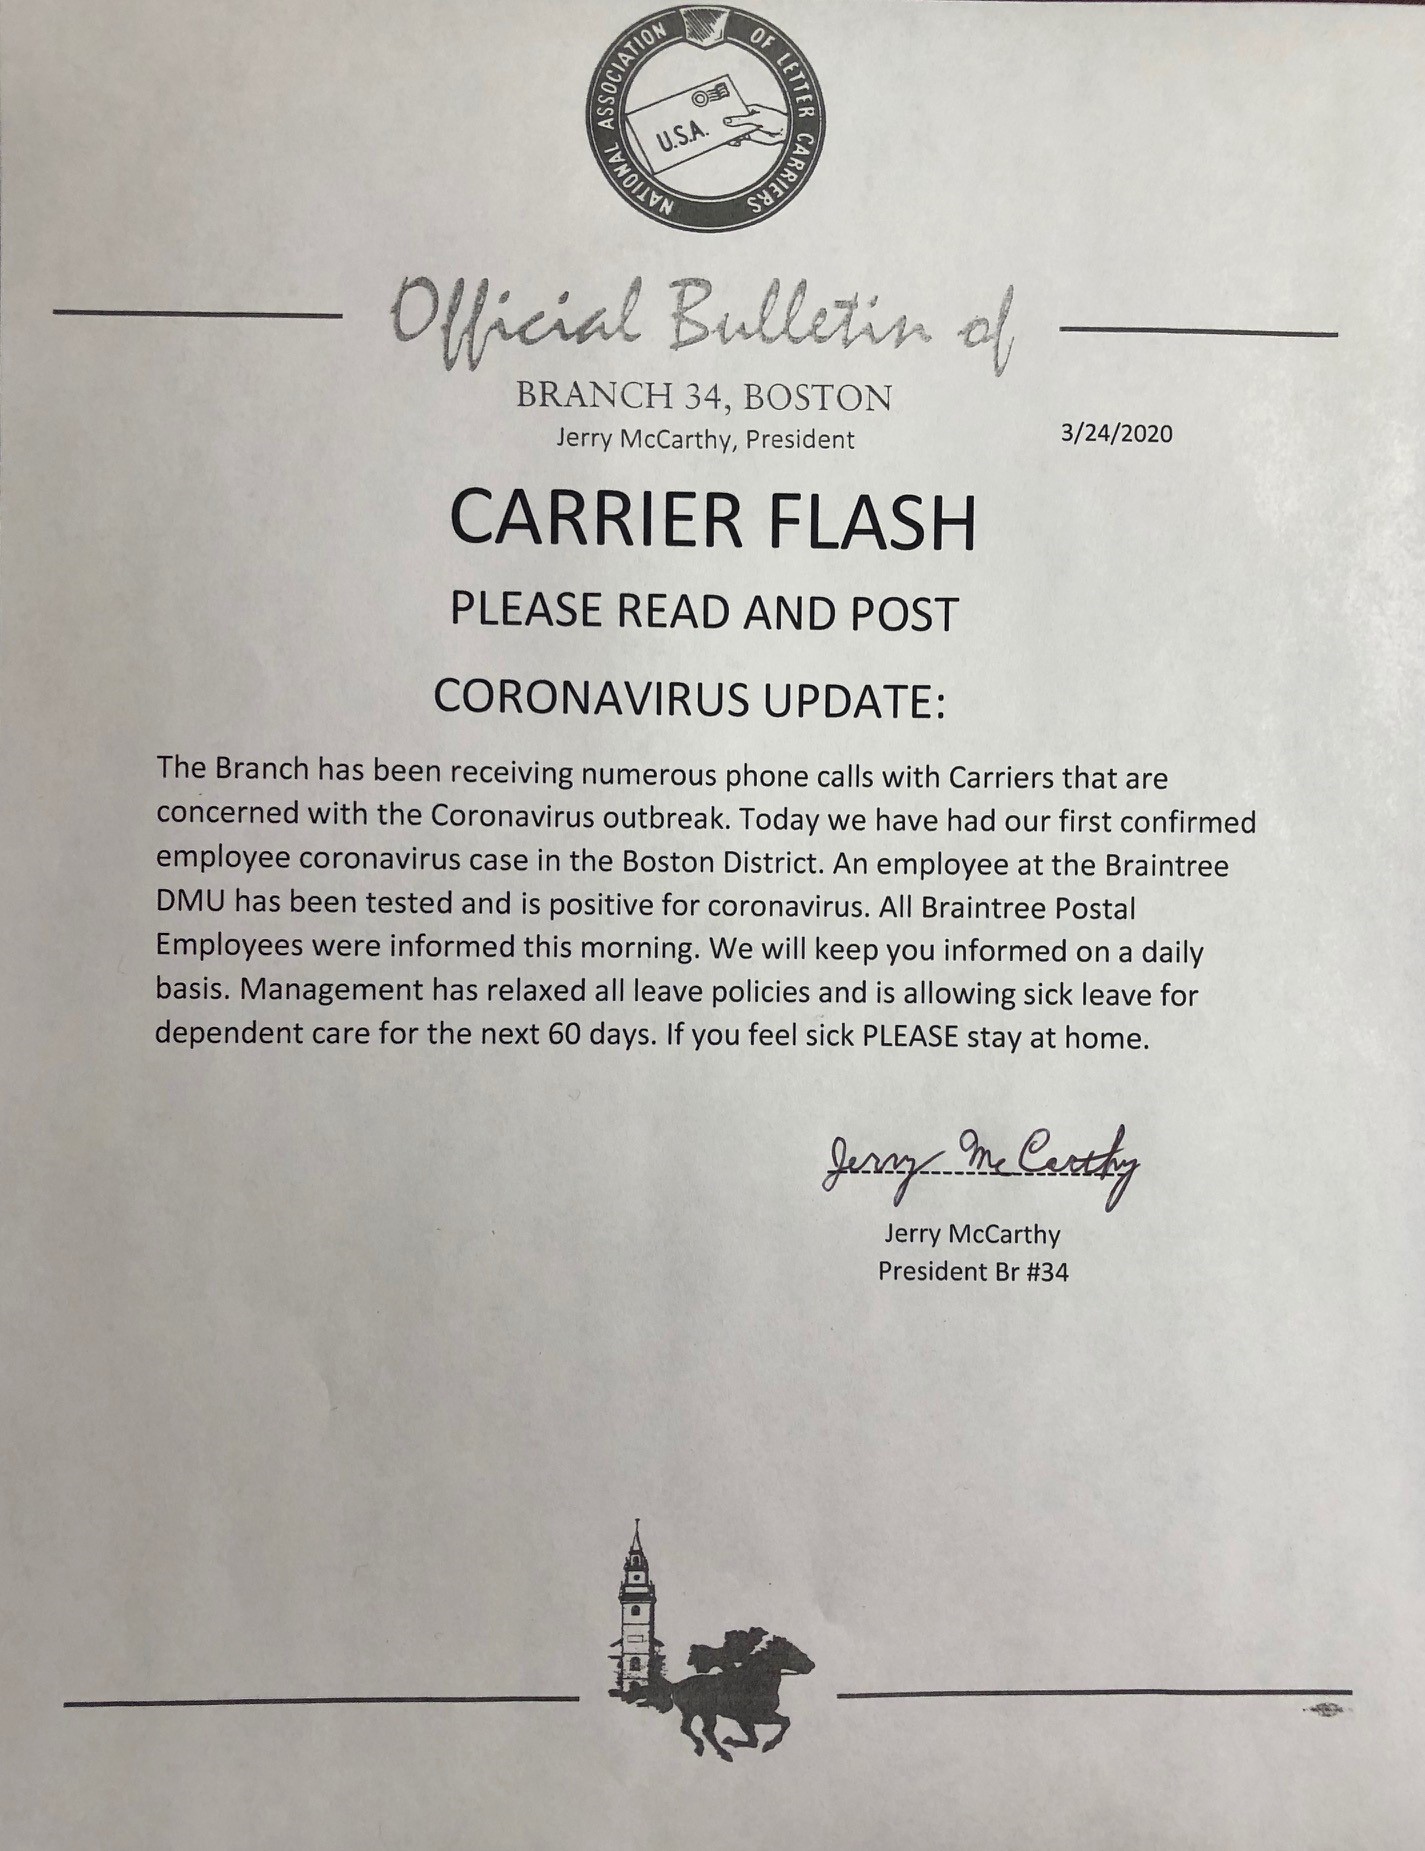 NATIONAL ASSOCIATION OF LETTER CARRIERS
U.S.A.
Official Bulletin of
BRANCH 34, BOSTON
Jerry McCarthy, President
3/24/2020
CARRIER FLASH
PLEASE READ AND POST
CORONAVIRUS UPDATE:
The Branch has been receiving numerous phone calls with Carriers that are
concerned with the Coronavirus outbreak. Today we have had our first confirmed
employee coronavirus case in the Boston District. An employee at the Braintree
DMU has been tested and is positive for coronavirus. All Braintree Postal
Employees were informed this morning. We will keep you informed on a daily
basis. Management has relaxed all leave policies and is allowing sick leave for
dependent care for the next 60 days. If you feel sick PLEASE stay at home.
Jerry McCarthy
Jerry McCarthy
President Br #34